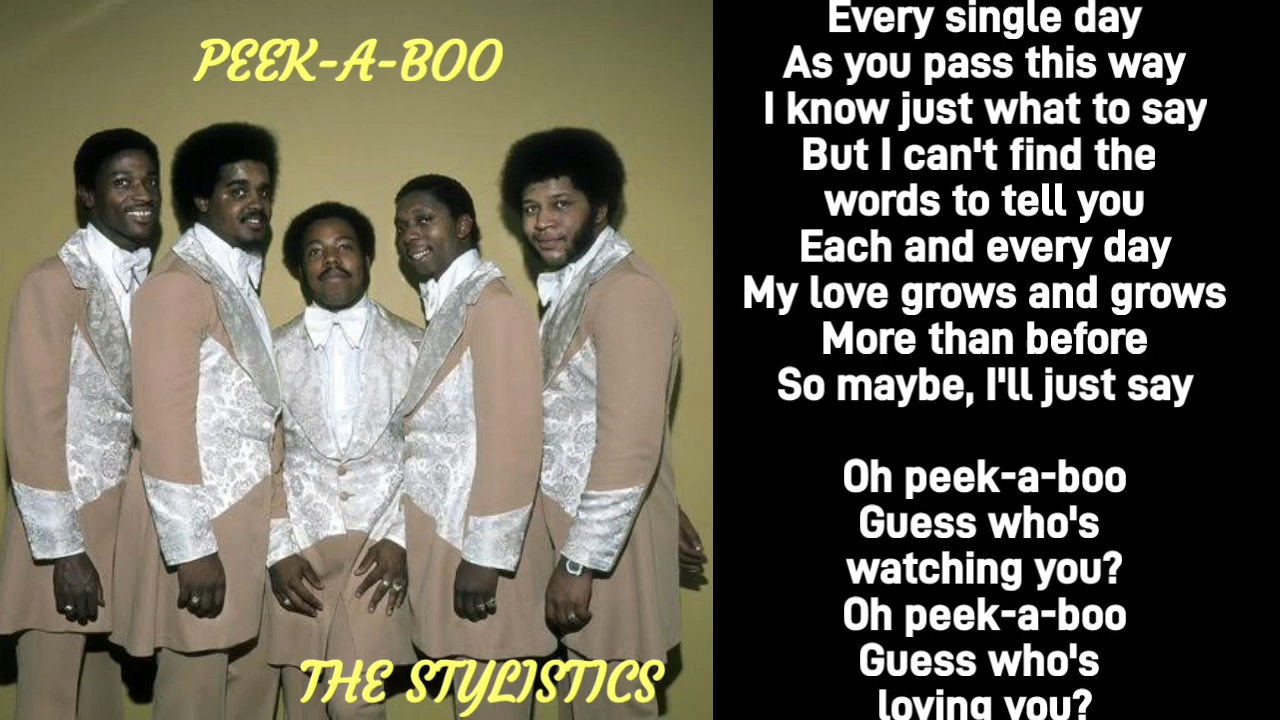 PEEK-A-BOO
THE STYLISTICS
Every single day
As you pass this way
I know just what to say
But I can't find the
words to tell you
Each and every day
My love grows and grows
More than before
So maybe, I'll just say
Oh peek-a-boo
Guess who's
watching you?
Oh peek-a-boo
Guess who's
loving you?